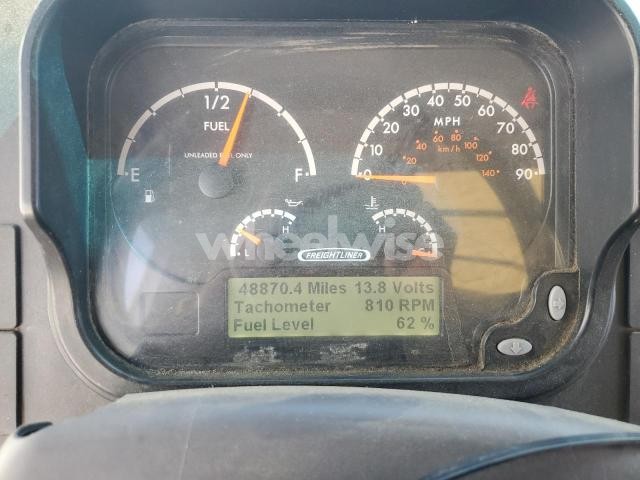 1/2
FUEL
UNLEADED FUEL ONLY
E
F
0 10 20 30 40 50 60 70 80 90
MPH
0 20 40 60 80 100 120 140
km/h
L H
H
wheelwise
FREIGHTLINER
48870.4 Miles 13.8 Volts
Tachometer 810 RPM
Fuel Level 62 %